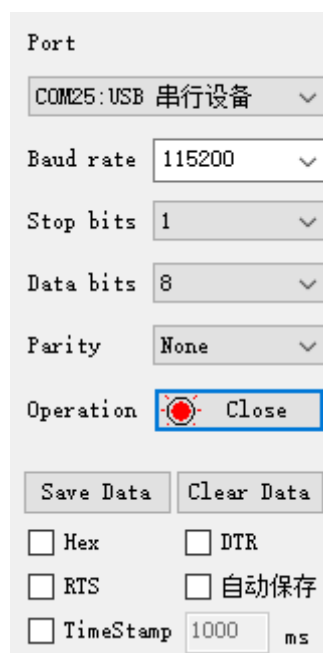 Port
COM25:USB 串行设备
Baud rate 115200
Stop bits 1
Data bits 8
Parity None
Operation Close
Save Data Clear Data
Hex DTR
RTS 自动保存
TimeStamp 1000 ms